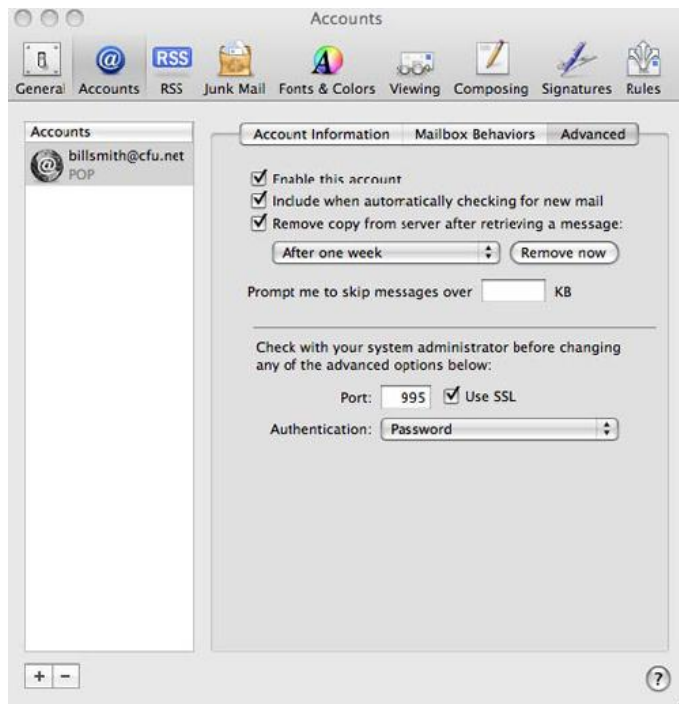 Accounts
General Accounts RSS Junk Mail Fonts & Colors Viewing Composing Signatures Rules
Accounts
billsmith@cfu.net
POP
Account Information Mailbox Behaviors Advanced
Enable this account
Include when automatically checking for new mail
Remove copy from server after retrieving a message:
After one week Remove now
Prompt me to skip messages over KB
Check with your system administrator before changing
any of the advanced options below:
Port: 995 Use SSL
Authentication: Password
+ − ?